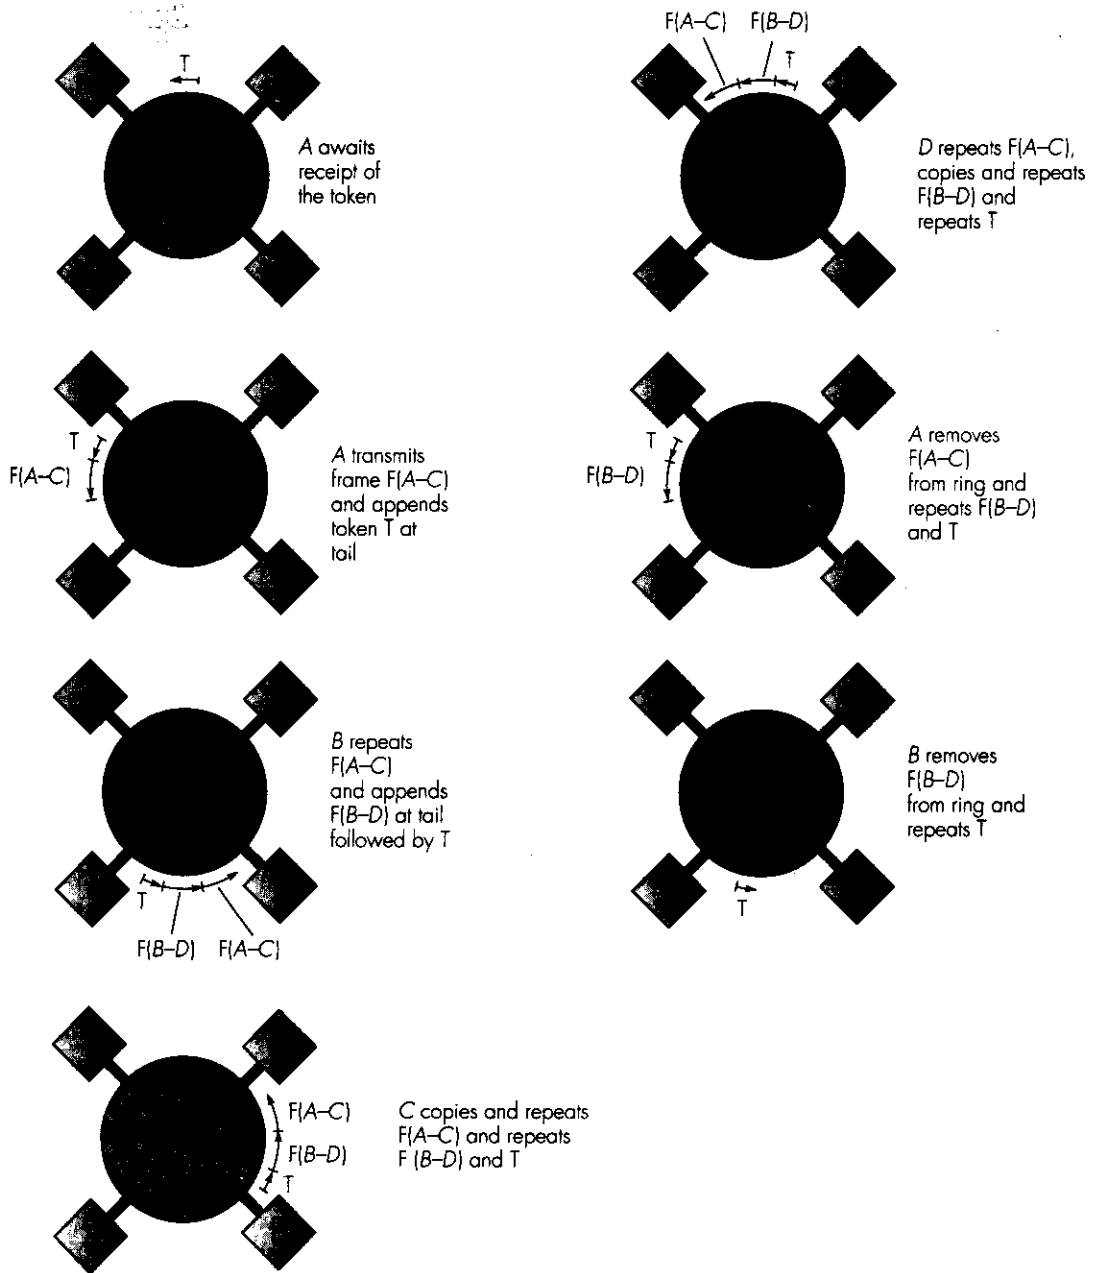 T
A awaits
receipt of
the token
T
F(A–C)
A transmits
frame F(A–C)
and appends
token T at
tail
B repeats
F(A–C)
and appends
F(B–D) at tail
followed by T
T
F(B–D) F(A–C)
F(A–C)
F(B–D)
T
C copies and repeats
F(A–C) and repeats
F (B–D) and T
F(A–C) F(B–D)
T
D repeats F(A–C),
copies and repeats
F(B–D) and
repeats T
T
F(B–D)
A removes
F(A–C)
from ring and
repeats F(B–D)
and T
B removes
F(B–D)
from ring and
repeats T
T